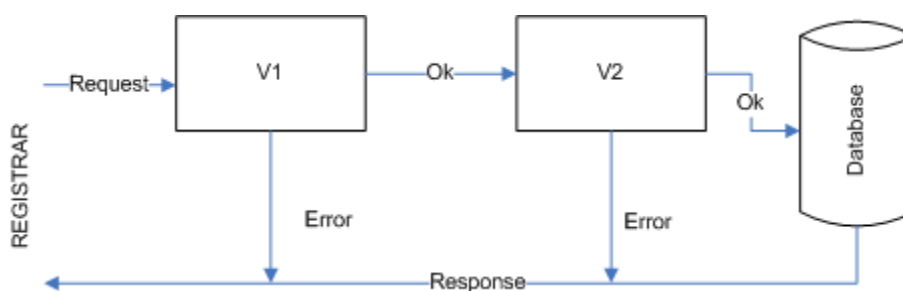 V1
V2
Request
Ok
Ok
Database
REGISTRAR
Error
Error
Response